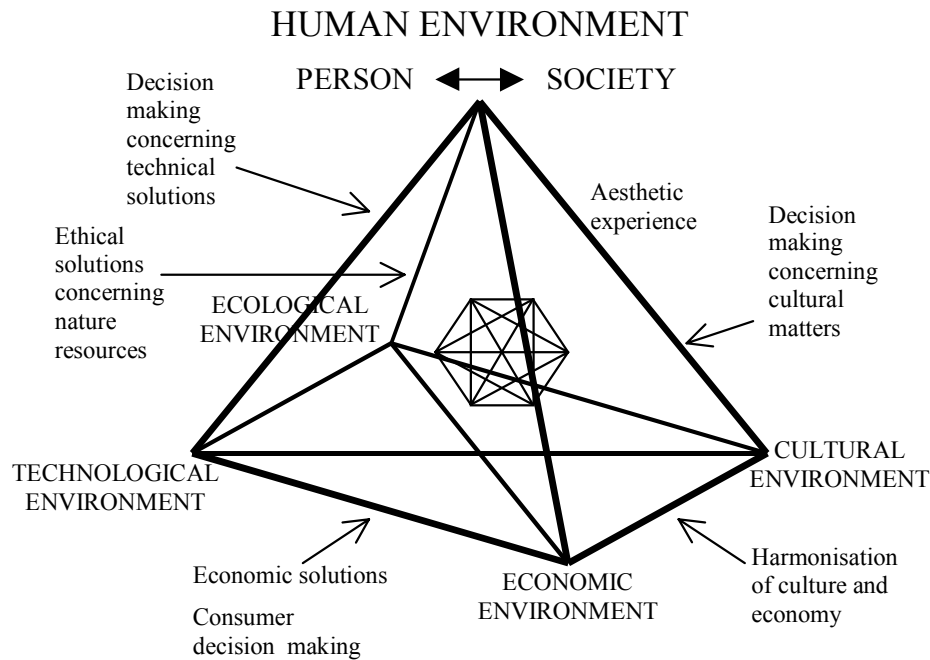 HUMAN ENVIRONMENT
PERSON SOCIETY
Decision
making
concerning
technical
solutions
Aesthetic
experience
Decision
making
concerning
cultural
matters
Ethical
solutions
concerning
nature
resources
ECOLOGICAL
ENVIRONMENT
TECHNOLOGICAL
ENVIRONMENT
CULTURAL
ENVIRONMENT
Economic solutions
Consumer
decision making
ECONOMIC
ENVIRONMENT
Harmonisation
of culture and
economy